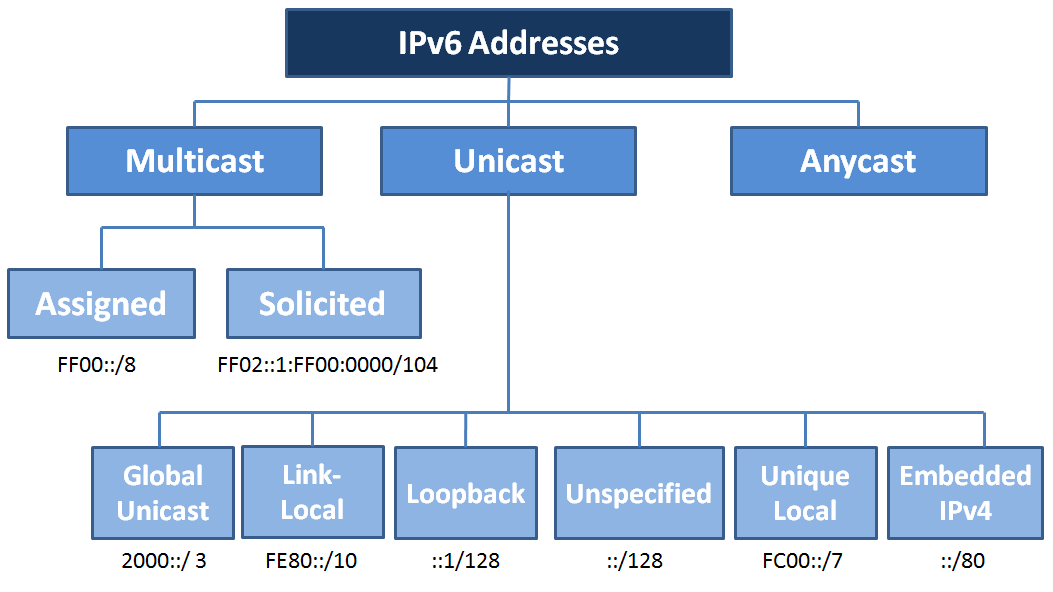 IPv6 Addresses
Multicast
Unicast
Anycast
Assigned
Solicited
FF00::/8
FF02::1:FF00:0000/104
Global
Unicast
Link-
Local
Loopback
Unspecified
Unique
Local
Embedded
IPv4
2000::/ 3
FE80::/10
::1/128
::/128
FC00::/7
::/80